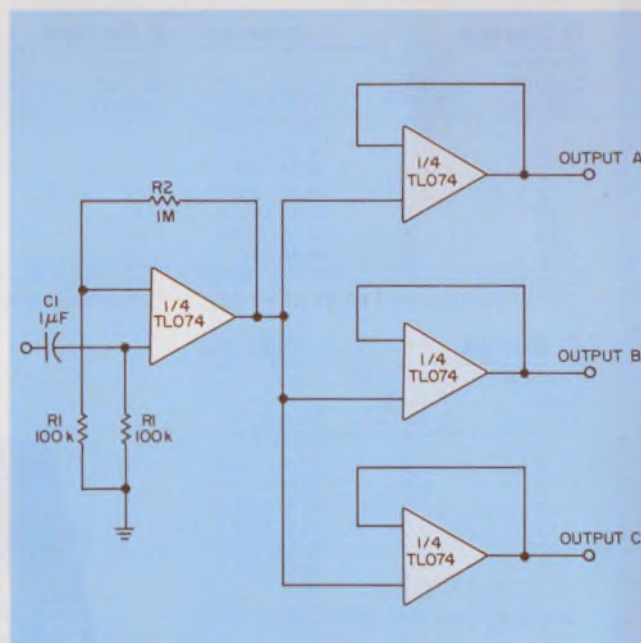 R2
1M
C1
1µF
1/4
TL074
R1
100k
R1
100k
1/4
TL074
OUTPUT A
1/4
TL074
OUTPUT B
1/4
TL074
OUTPUT C